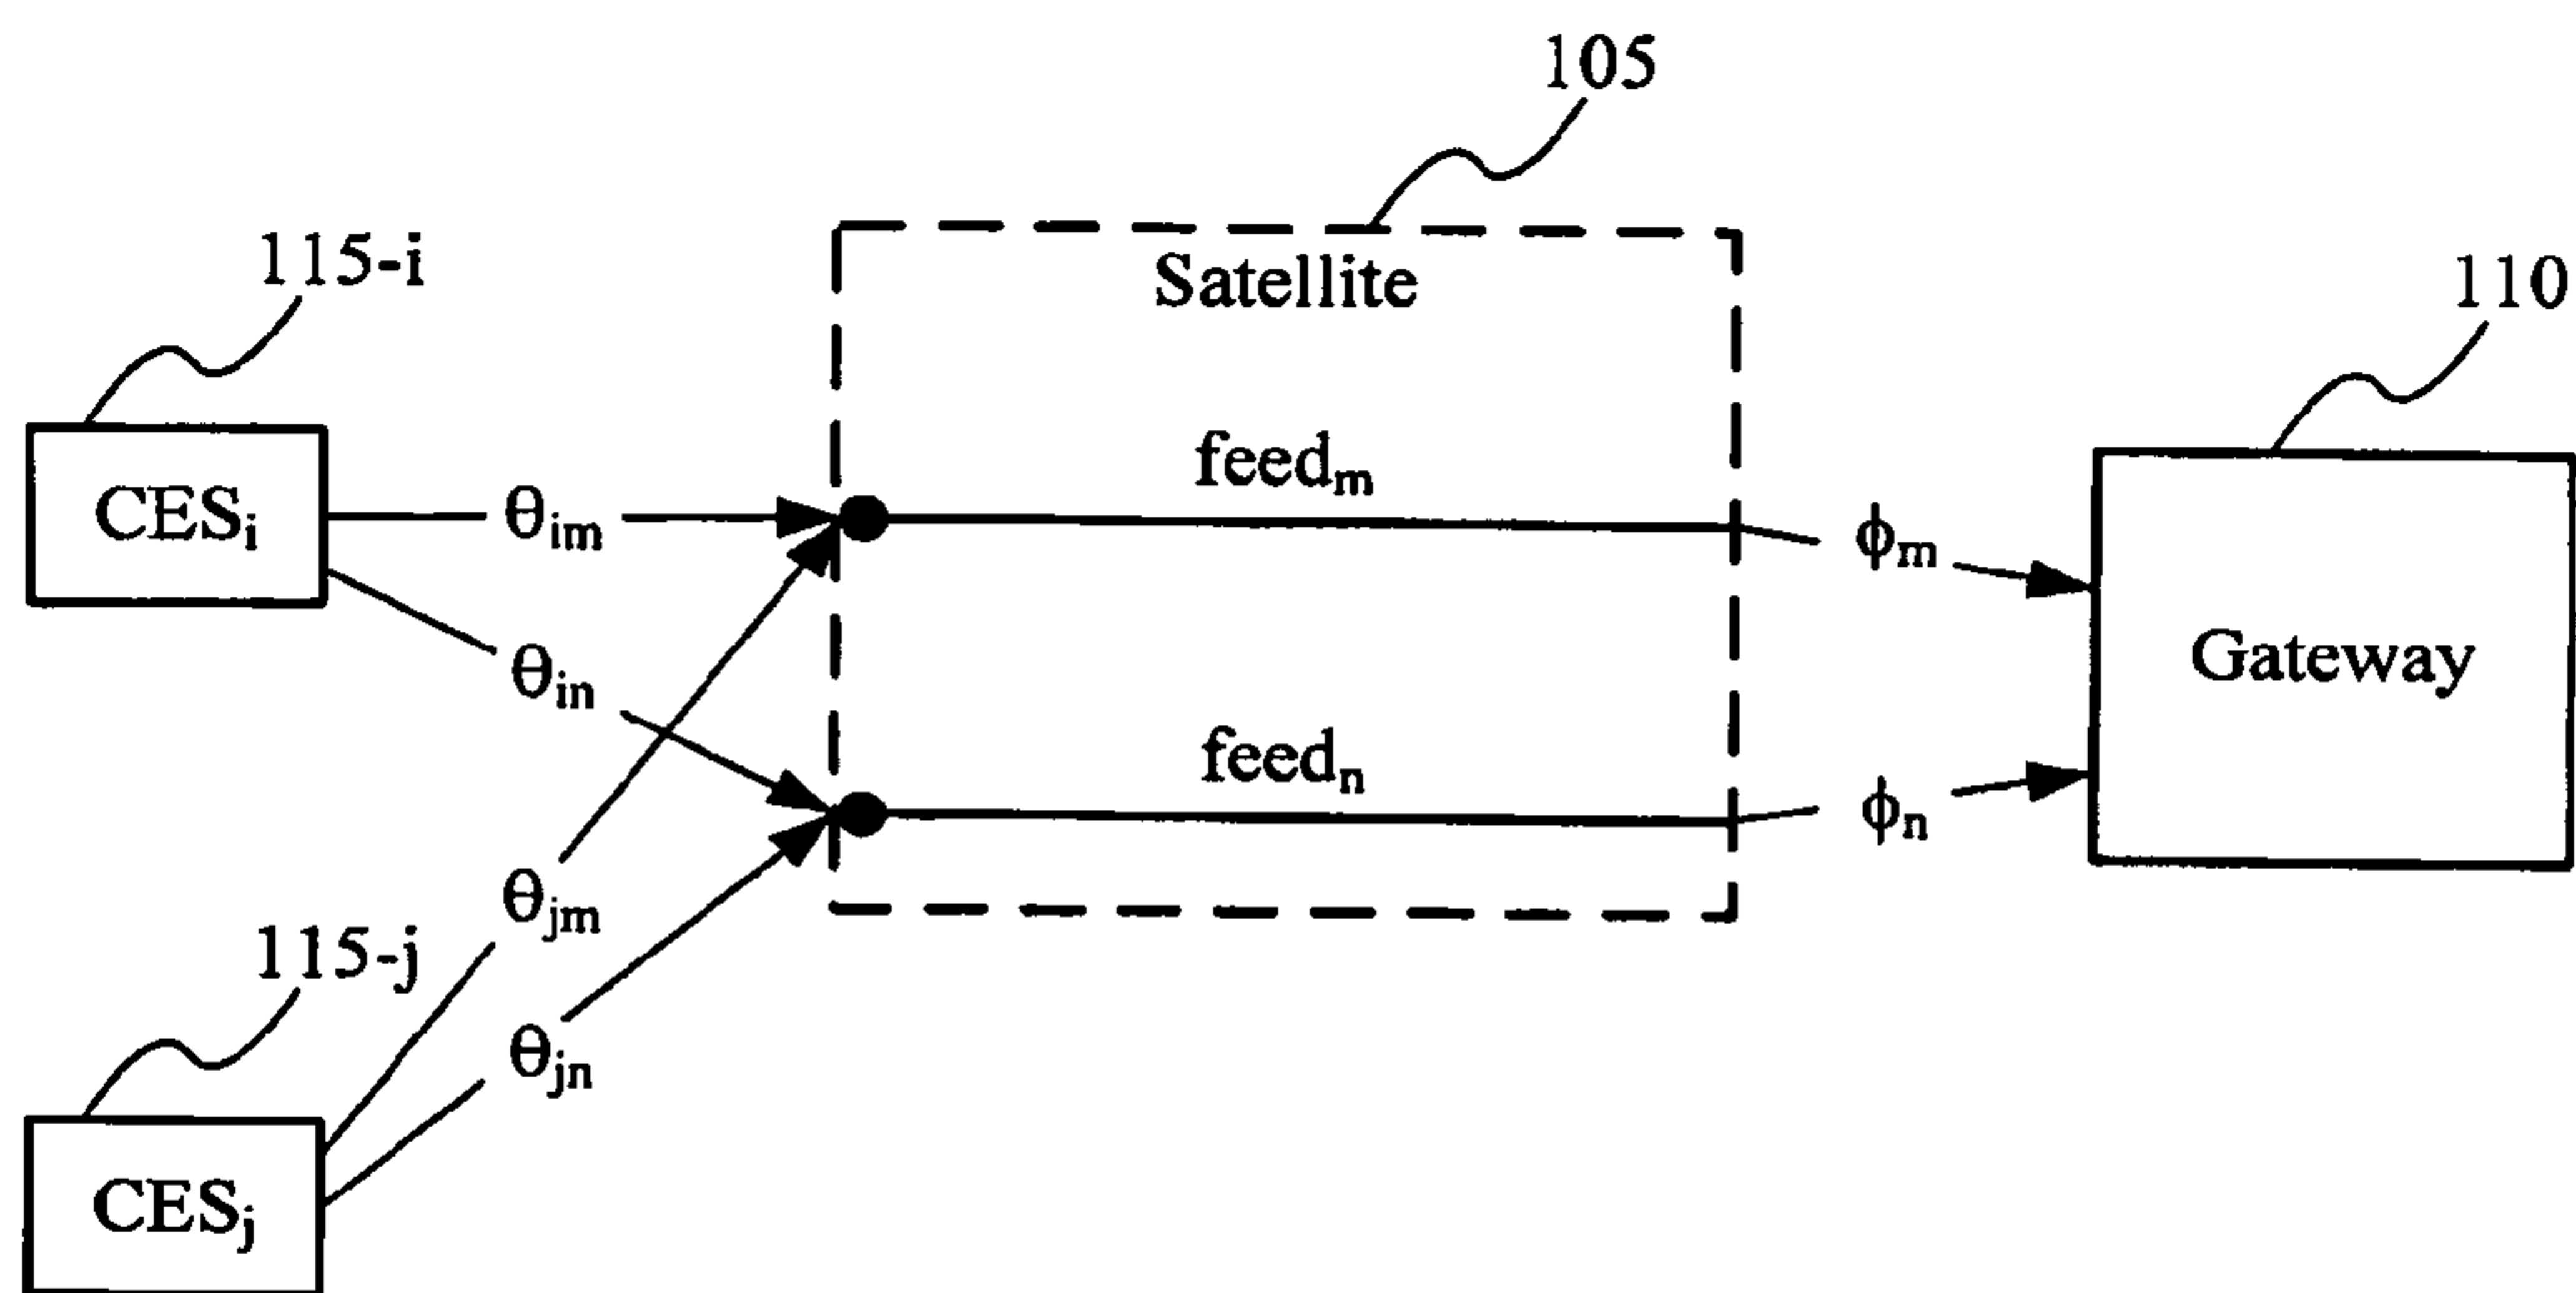 105
115-i
Satellite
110
feedₘ
CESᵢ
θᵢₘ
ϕₘ
θᵢₙ
Gateway
feedₙ
ϕₙ
θⱼₘ
115-j
θⱼₙ
CESⱼ